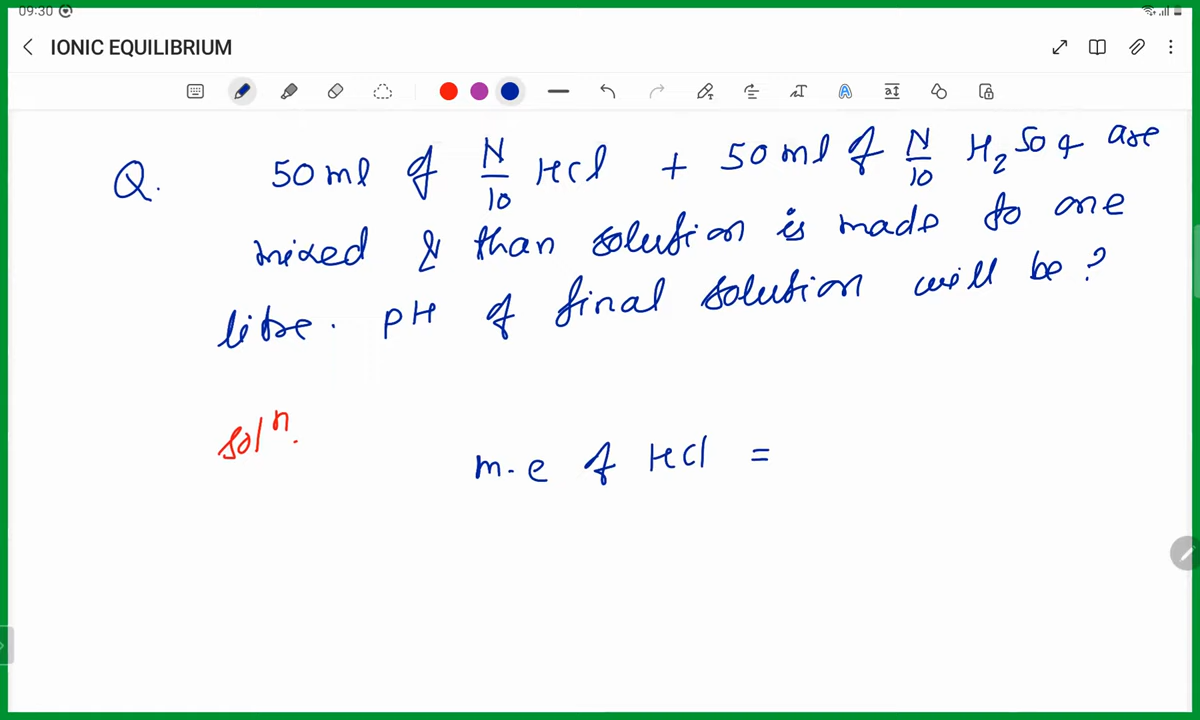 09:30
IONIC EQUILIBRIUM
Q. 50 ml of N/10 HCl + 50 ml of N/10 H₂SO₄ are
mixed & than solution is made to one
litre. pH of final solution will be?
solⁿ.
m.e of HCl =